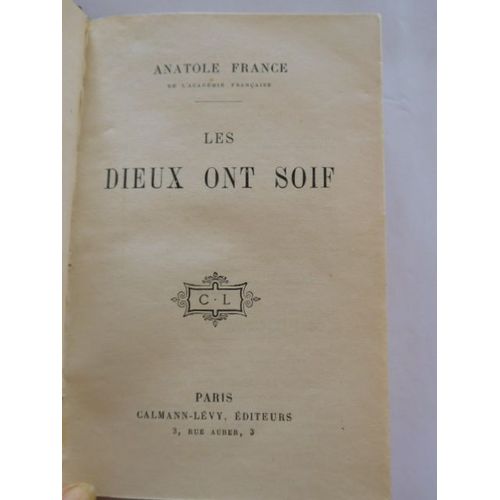 ANATOLE FRANCE
DE L'ACADÉMIE FRANÇAISE
LES
DIEUX ONT SOIF
C·L
PARIS
CALMANN-LÉVY, ÉDITEURS
3, RUE AUBER, 3